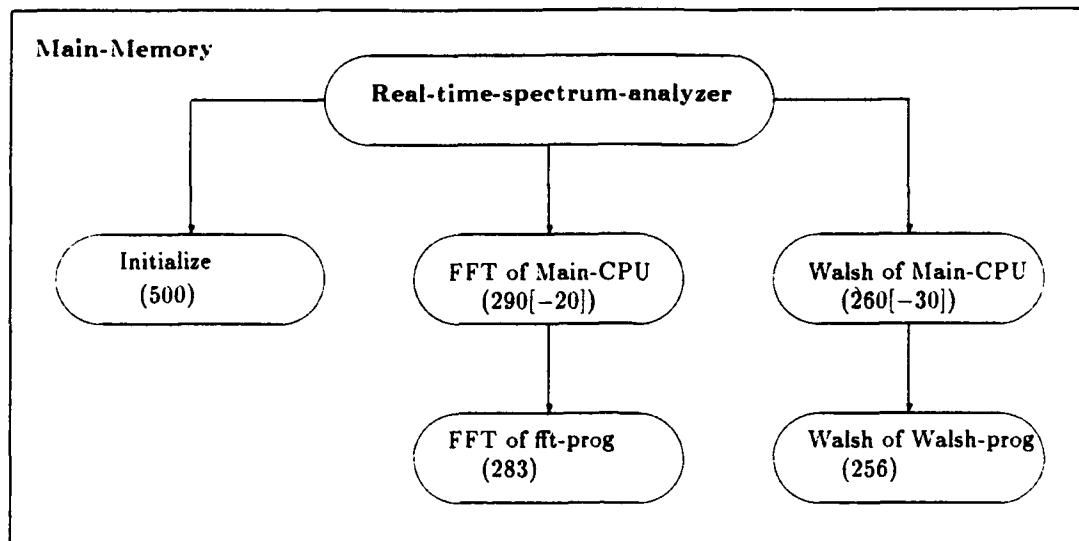 Main-Memory
Real-time-spectrum-analyzer
Initialize
(500)
FFT of Main-CPU
(290[−20])
Walsh of Main-CPU
(260[−30])
FFT of fft-prog
(283)
Walsh of Walsh-prog
(256)